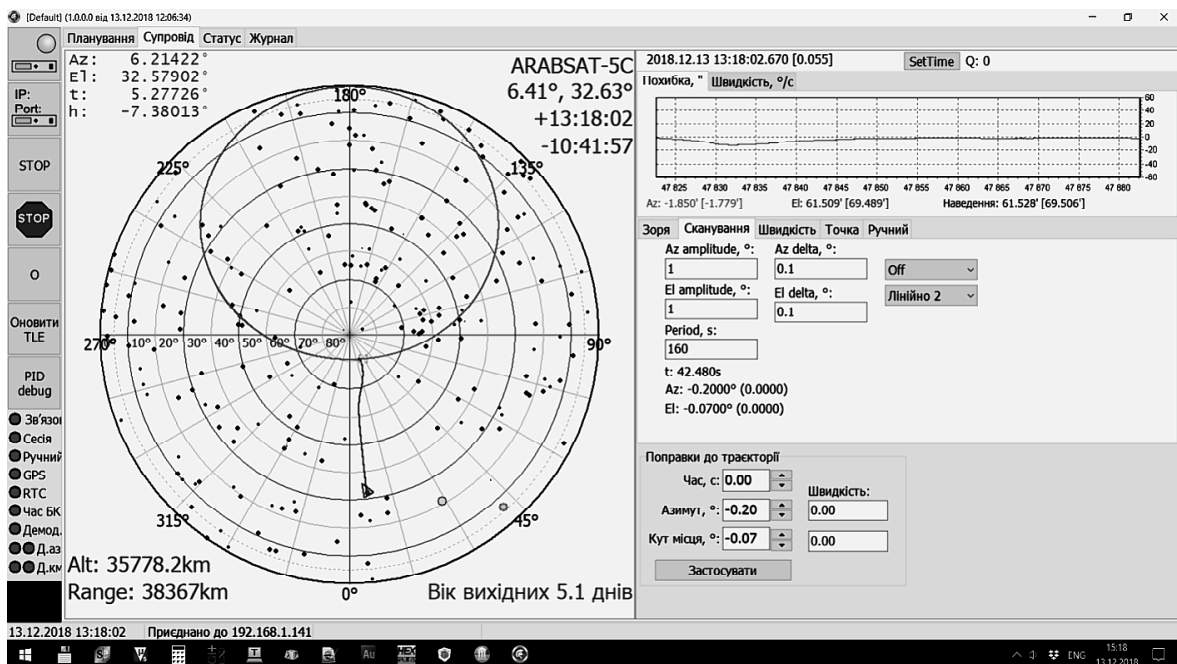 [Default] (1.0.0.0 від 13.12.2018 12:06:34)
Планування Супровід Статус Журнал
IP:
Port:
STOP
STOP
O
Оновити
TLE
PID
debug
Зв'язо
Сесія
Ручний
GPS
RTC
Час БК
Демод.
Д.аз
Д.км
Az: 6.21422°
El: 32.57902°
t: 5.27726°
h: -7.38013°
ARABSAT-5C
6.41°, 32.63°
+13:18:02
-10:41:57
180°
225°
135°
270°
10° 20° 30° 40° 60° 70° 80°
90°
315°
45°
0°
Alt: 35778.2km
Range: 38367km
Вік вихідних 5.1 днів
2018.12.13 13:18:02.670 [0.055]
SetTime Q: 0
Похибка, " Швидкість, °/с
60
40
20
0
-20
-40
-60
47 825 47 830 47 835 47 840 47 845 47 850 47 855 47 860 47 865 47 870 47 875 47 880
Az: -1.850' [-1.779'] El: 61.509' [69.489'] Наведення: 61.528' [69.506']
Зоря Сканування Швидкість Точка Ручний
Az amplitude, °: Az delta, °:
1 0.1 Off
El amplitude, °: El delta, °: Лінійно 2
1 0.1
Period, s:
160
t: 42.480s
Az: -0.2000° (0.0000)
El: -0.0700° (0.0000)
Поправки до траєкторії
Час, с: 0.00
Швидкість:
Азимут, °: -0.20 0.00
Кут місця, °: -0.07 0.00
Застосувати
13.12.2018 13:18:02 Приєднано до 192.168.1.141
Au HEX ENG 15:18
13.12.2018